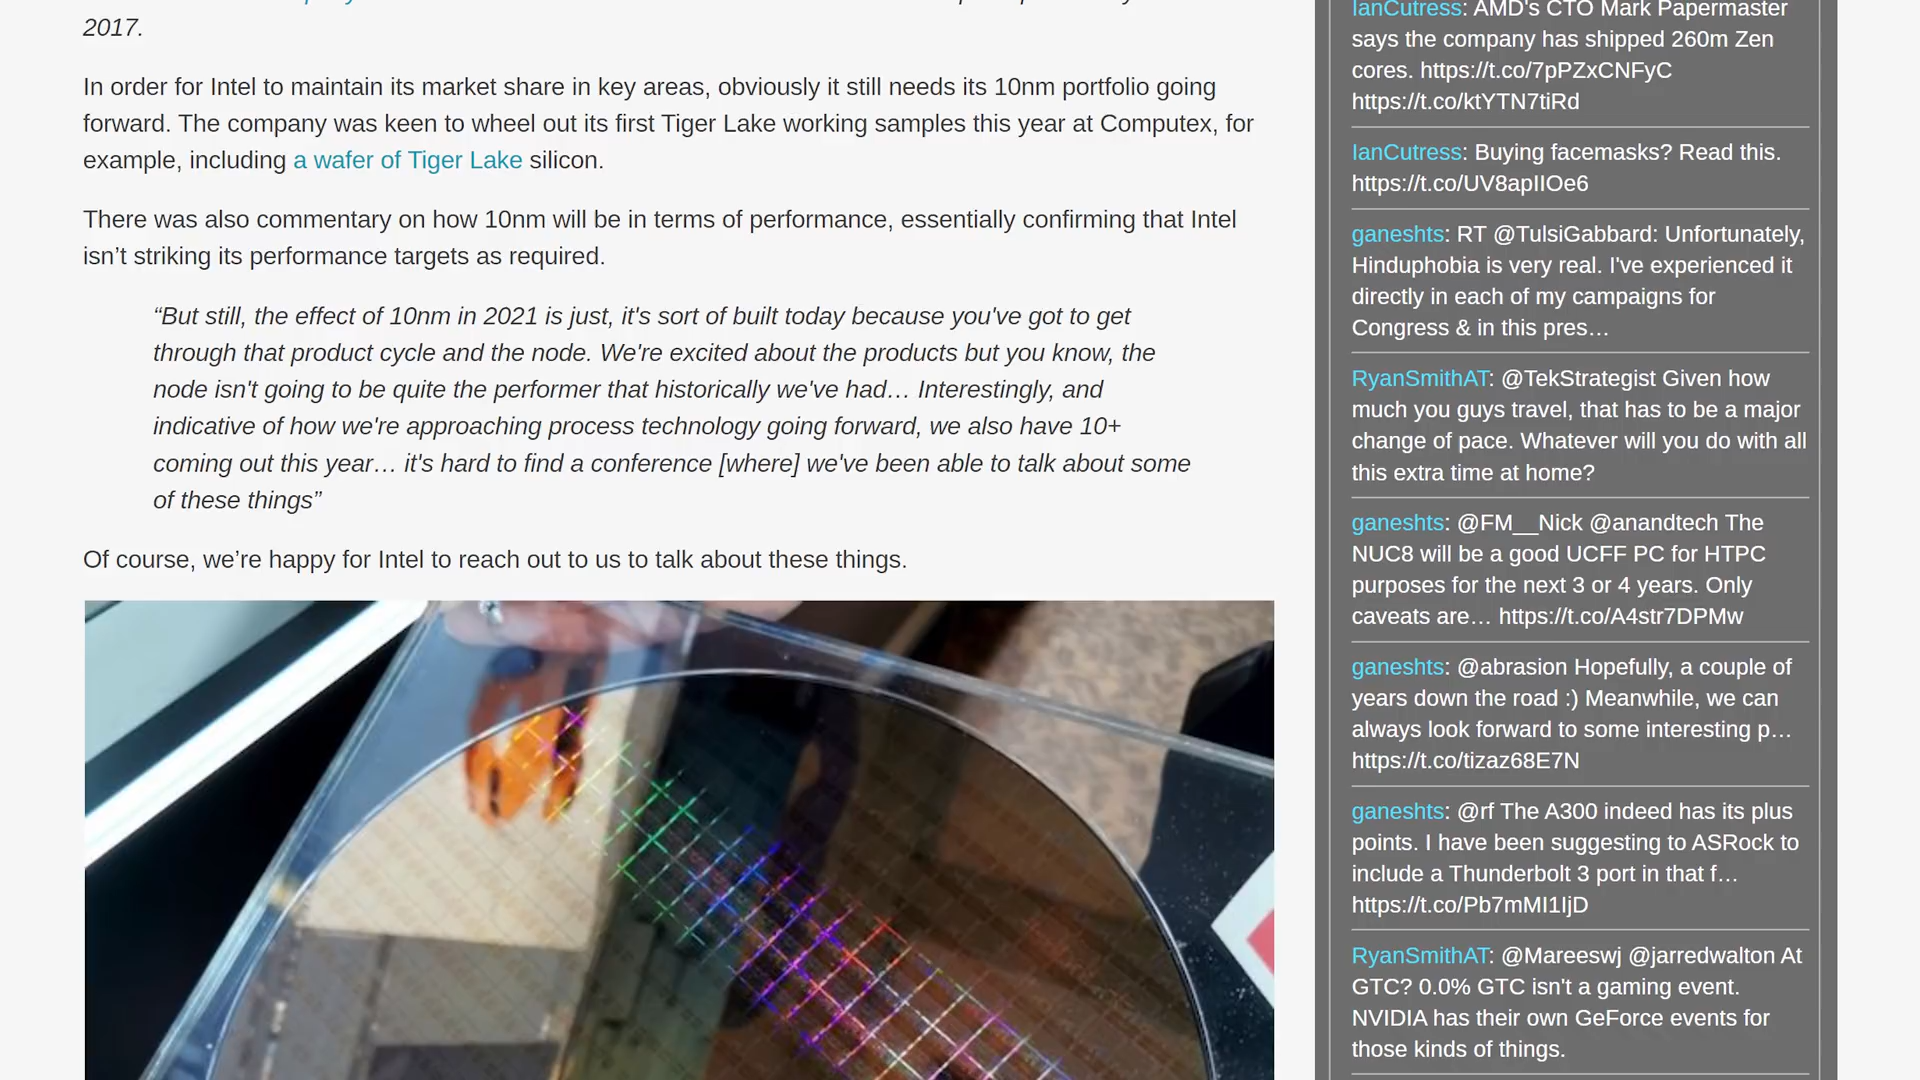 2017.
In order for Intel to maintain its market share in key areas, obviously it still needs its 10nm portfolio going
forward. The company was keen to wheel out its first Tiger Lake working samples this year at Computex, for
example, including a wafer of Tiger Lake silicon.
There was also commentary on how 10nm will be in terms of performance, essentially confirming that Intel
isn’t striking its performance targets as required.
“But still, the effect of 10nm in 2021 is just, it's sort of built today because you've got to get
through that product cycle and the node. We're excited about the products but you know, the
node isn't going to be quite the performer that historically we've had… Interestingly, and
indicative of how we're approaching process technology going forward, we also have 10+
coming out this year… it's hard to find a conference [where] we've been able to talk about some
of these things”
Of course, we’re happy for Intel to reach out to us to talk about these things.
IanCutress: AMD's CTO Mark Papermaster
says the company has shipped 260m Zen
cores. https://t.co/7pPZxCNFyC
https://t.co/ktYTN7tiRd
IanCutress: Buying facemasks? Read this.
https://t.co/UV8apIIOe6
ganeshts: RT @TulsiGabbard: Unfortunately,
Hinduphobia is very real. I've experienced it
directly in each of my campaigns for
Congress & in this pres…
RyanSmithAT: @TekStrategist Given how
much you guys travel, that has to be a major
change of pace. Whatever will you do with all
this extra time at home?
ganeshts: @FM__Nick @anandtech The
NUC8 will be a good UCFF PC for HTPC
purposes for the next 3 or 4 years. Only
caveats are… https://t.co/A4str7DPMw
ganeshts: @abrasion Hopefully, a couple of
years down the road :) Meanwhile, we can
always look forward to some interesting p…
https://t.co/tizaz68E7N
ganeshts: @rf The A300 indeed has its plus
points. I have been suggesting to ASRock to
include a Thunderbolt 3 port in that f…
https://t.co/Pb7mMI1IjD
RyanSmithAT: @Mareeswj @jarredwalton At
GTC? 0.0% GTC isn't a gaming event.
NVIDIA has their own GeForce events for
those kinds of things.